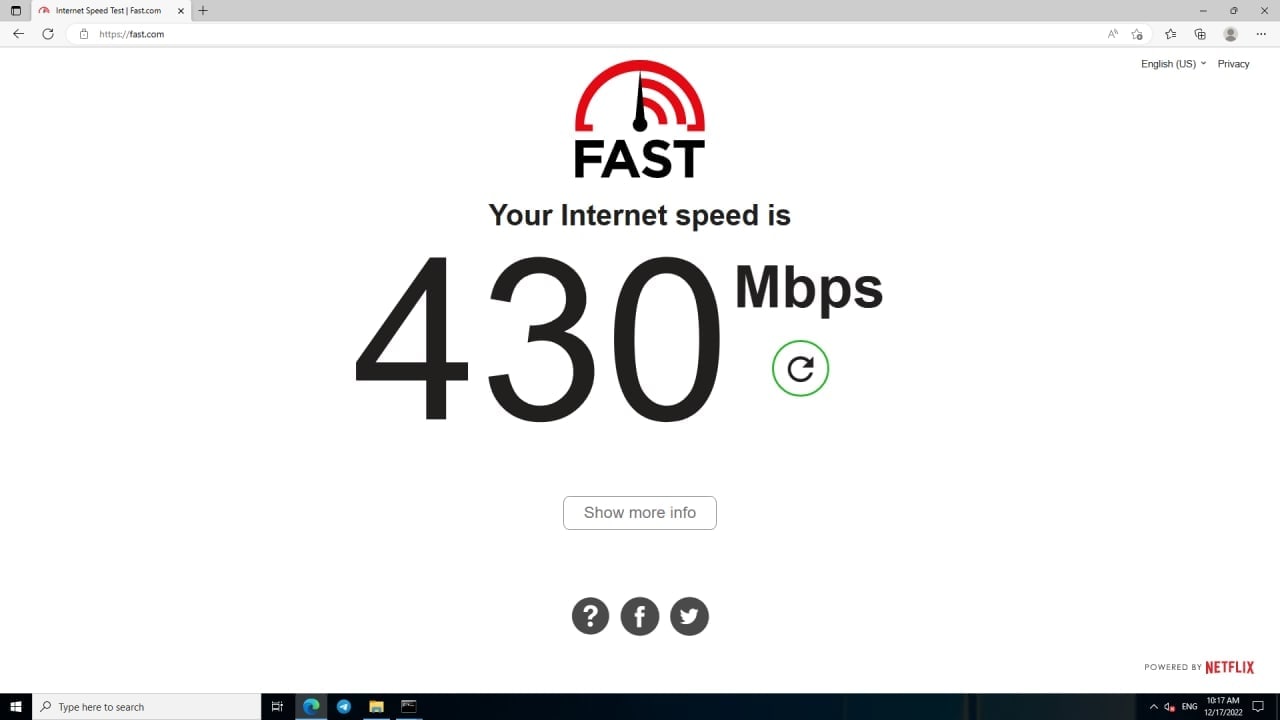 Internet Speed Test | Fast.com
https://fast.com
English (US) Privacy
FAST
Your Internet speed is
430 Mbps
Show more info
POWERED BY NETFLIX
Type here to search
ENG
10:17 AM
12/17/2022